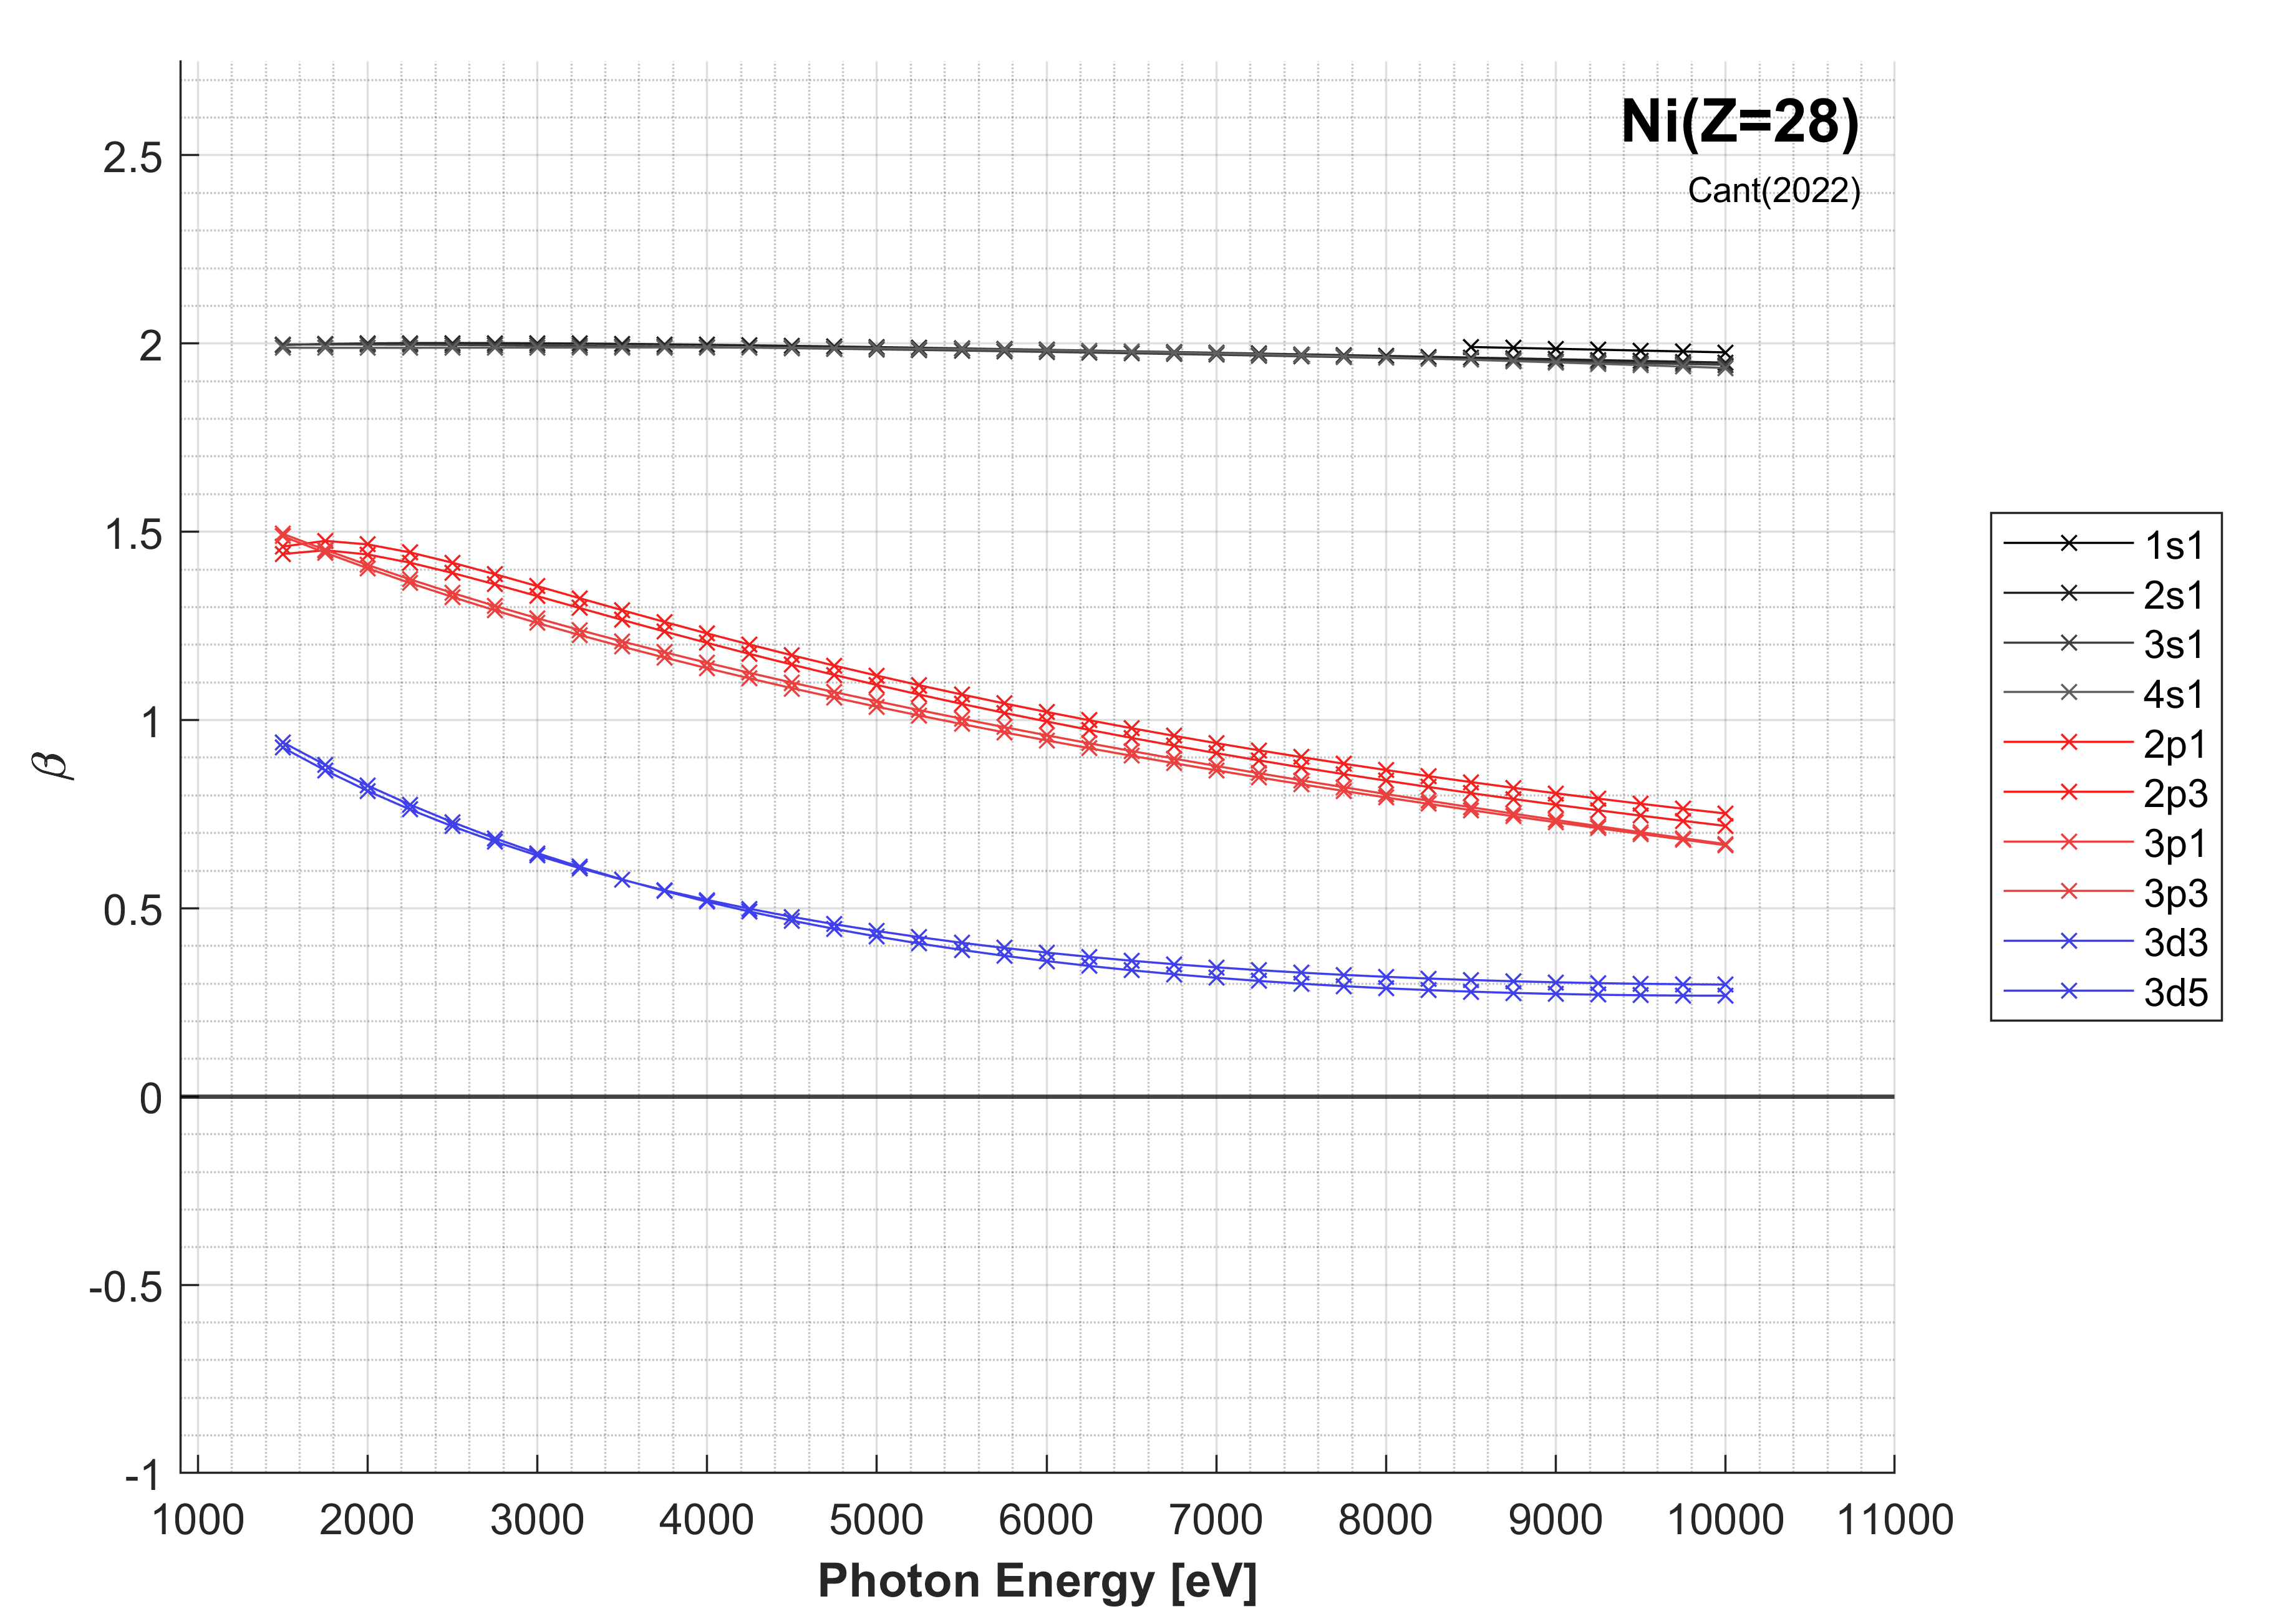 Ni(Z=28)
Cant(2022)
2.5
2
1.5
1
0.5
0
-0.5
-1
β
1000 2000 3000 4000 5000 6000 7000 8000 9000 10000 11000
Photon Energy [eV]
1s1
2s1
3s1
4s1
2p1
2p3
3p1
3p3
3d3
3d5